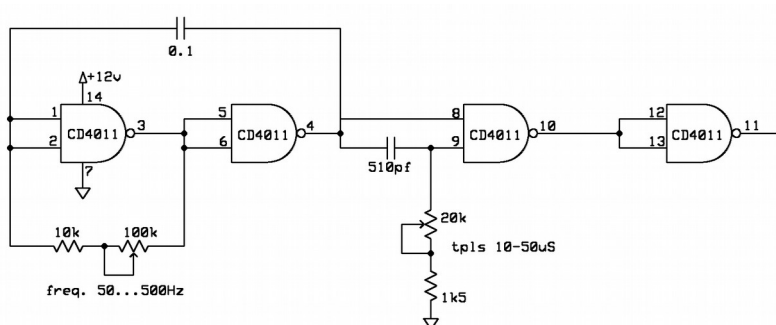 0.1
+12v
14
1
2
CD4011
3
7
5
6
CD4011
4
8
9
CD4011
10
12
13
CD4011
11
510pf
10k
100k
20k
tpls 10-50uS
freq. 50...500Hz
1k5